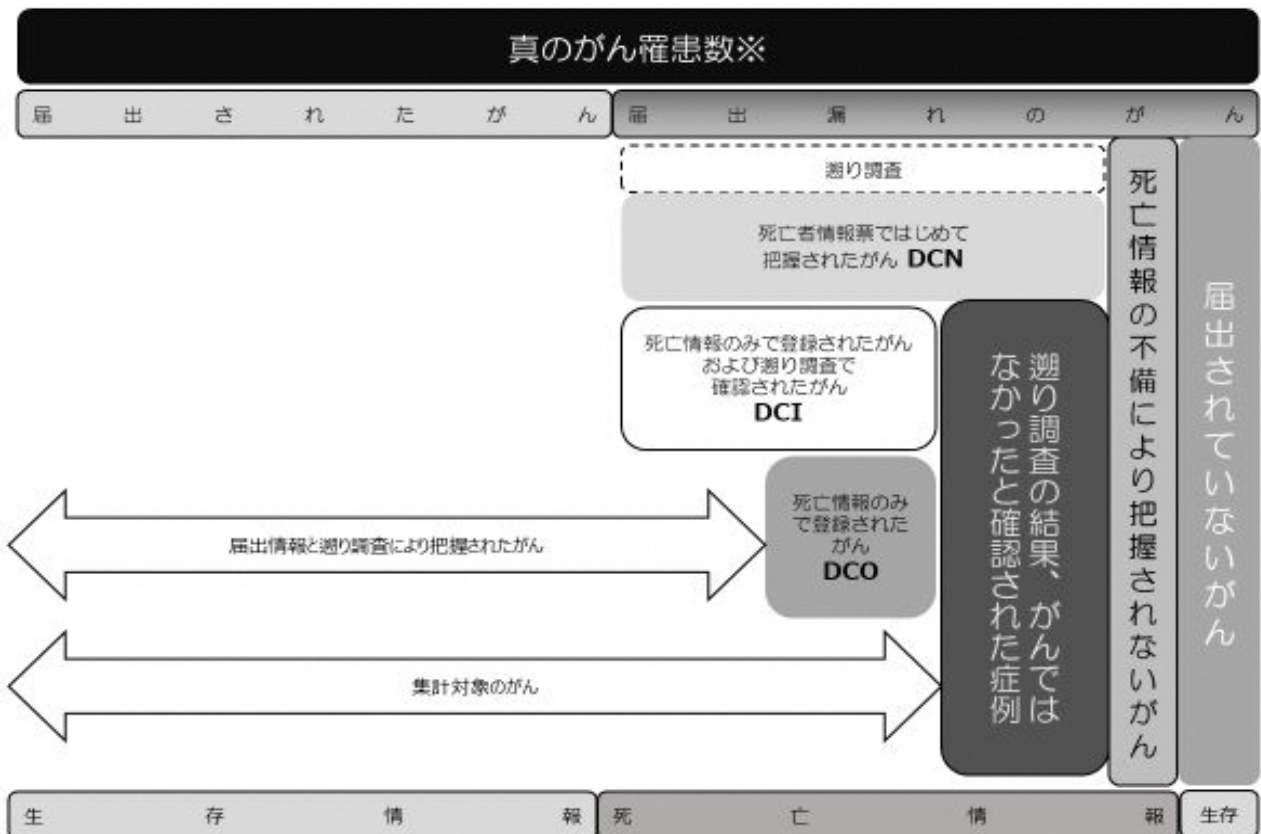 真のがん罹患数※
届出されたがん
届出漏れのがん
遡り調査
死亡者情報票ではじめて
把握されたがん DCN
死亡情報のみで登録されたがん
および遡り調査で
確認されたがん
DCI
死亡情報のみ
で登録された
がん
DCO
遡り調査の結果、がんでは
なかったと確認された症例
死亡情報の不備により把握されないがん
届出されていないがん
届出情報と遡り調査により把握されたがん
集計対象のがん
生存情報
死亡情報
生存